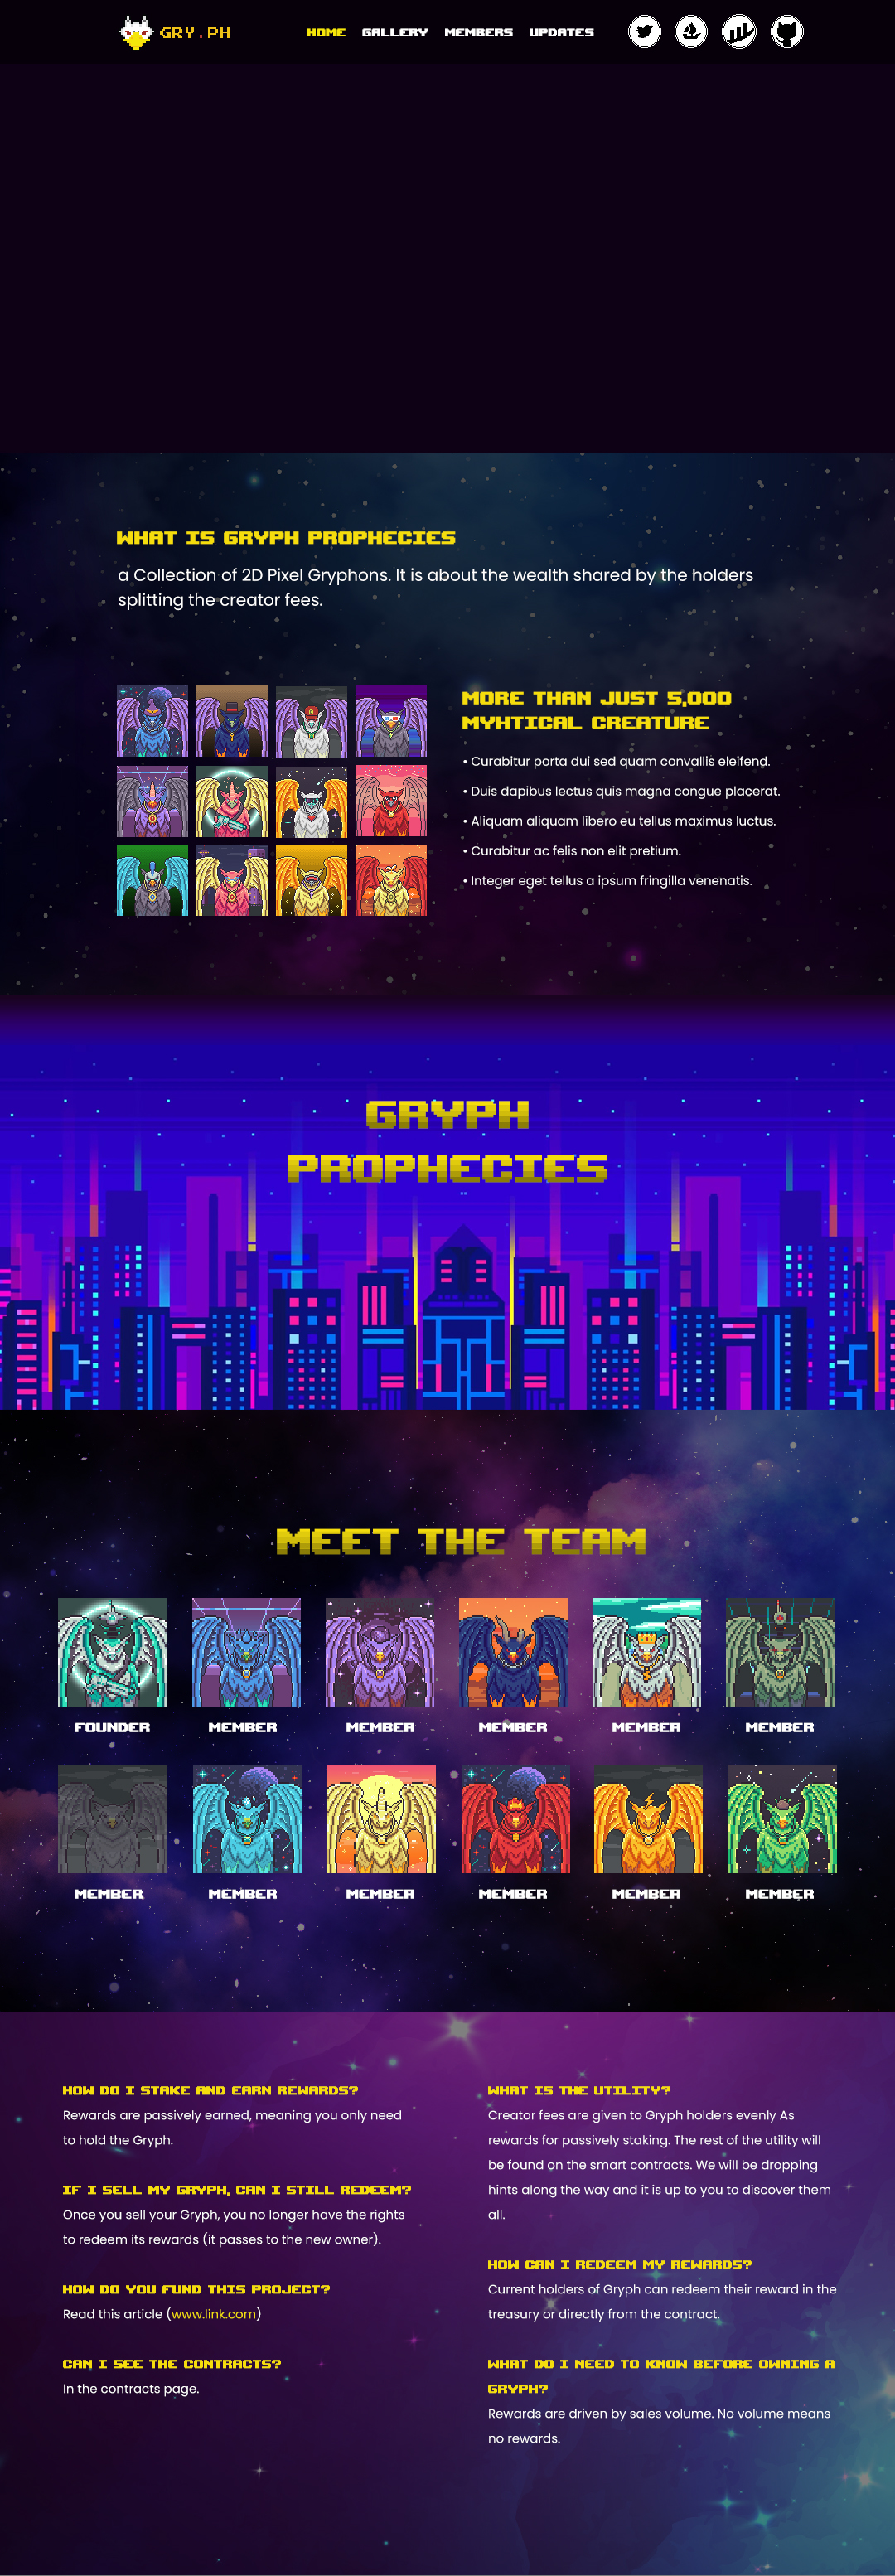 GRY.PH
HOME GALLERY MEMBERS UPDATES
WHAT IS GRYPH PROPHECIES
a Collection of 2D Pixel Gryphons. It is about the wealth shared by the holders
splitting the creator fees.
MORE THAN JUST 5,000
MYHTICAL CREATURE
• Curabitur porta dui sed quam convallis eleifend.
• Duis dapibus lectus quis magna congue placerat.
• Aliquam aliquam libero eu tellus maximus luctus.
• Curabitur ac felis non elit pretium.
• Integer eget tellus a ipsum fringilla venenatis.
GRYPH
PROPHECIES
MEET THE TEAM
FOUNDER MEMBER MEMBER MEMBER MEMBER MEMBER
MEMBER MEMBER MEMBER MEMBER MEMBER MEMBER
HOW DO I STAKE AND EARN REWARDS?
Rewards are passively earned, meaning you only need
to hold the Gryph.
IF I SELL MY GRYPH, CAN I STILL REDEEM?
Once you sell your Gryph, you no longer have the rights
to redeem its rewards (it passes to the new owner).
HOW DO YOU FUND THIS PROJECT?
Read this article (www.link.com)
CAN I SEE THE CONTRACTS?
In the contracts page.
WHAT IS THE UTILITY?
Creator fees are given to Gryph holders evenly As
rewards for passively staking. The rest of the utility will
be found on the smart contracts. We will be dropping
hints along the way and it is up to you to discover them
all.
HOW CAN I REDEEM MY REWARDS?
Current holders of Gryph can redeem their reward in the
treasury or directly from the contract.
WHAT DO I NEED TO KNOW BEFORE OWNING A
GRYPH?
Rewards are driven by sales volume. No volume means
no rewards.